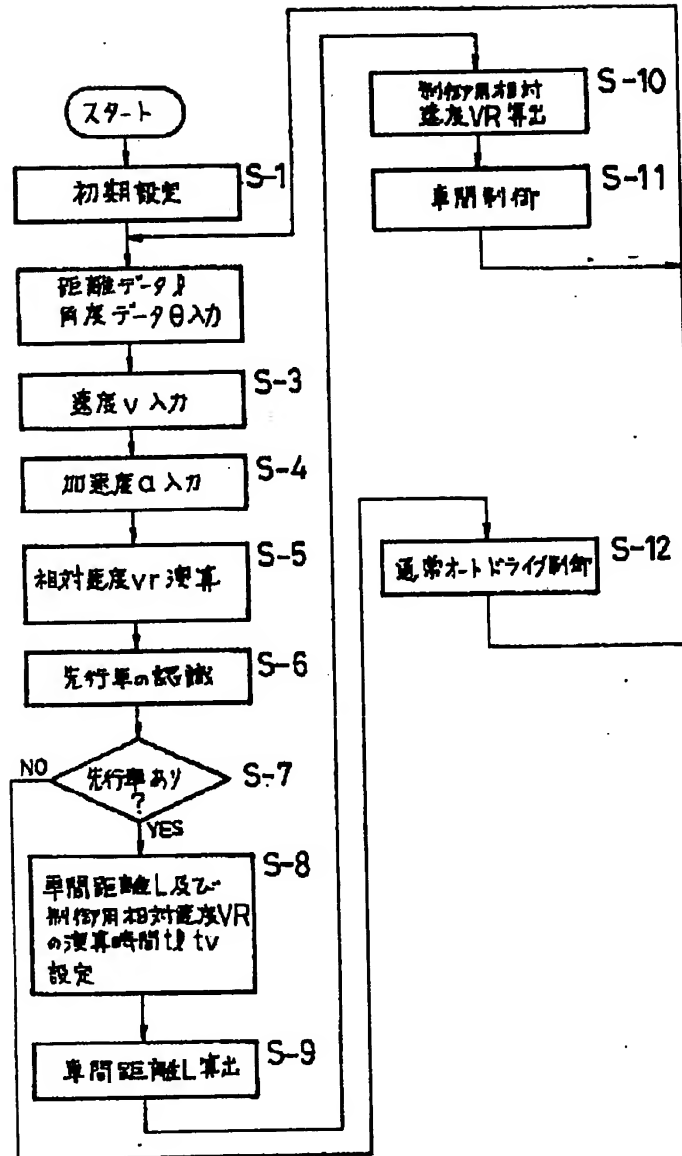 スタート
初期設定
S-1
距離データℓ
角度データθ入力
速度v入力
S-3
加速度a入力
S-4
相対速度vr演算
S-5
先行車の認識
S-6
先行車あり
?
S-7
NO
YES
車間距離L及び
制御用相対速度VR
の演算時間tℓ tv
設定
S-8
車間距離L算出
S-9
制御用相対
速度VR算出
S-10
車間制御
S-11
通常オートドライブ制御
S-12